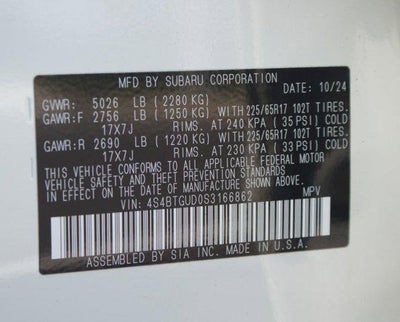 MFD BY SUBARU CORPORATION DATE: 10/24
GVWR: 5026 LB (2280 KG)
GAWR:F 2756 LB (1250 KG) WITH 225/65R17 102T TIRES,
17X7J RIMS. AT 240 KPA (35 PSI) COLD
GAWR:R 2690 LB (1220 KG) WITH 225/65R17 102T TIRES,
17X7J RIMS. AT 230 KPA (33 PSI) COLD
THIS VEHICLE CONFORMS TO ALL APPLICABLE FEDERAL MOTOR
VEHICLE SAFETY AND THEFT PREVENTION STANDARDS
IN EFFECT ON THE DATE OF MANUFACTURE SHOWN ABOVE.
VIN: 4S4BTGUD0S3166862 MPV
ASSEMBLED BY SIA INC. MADE IN U.S.A.